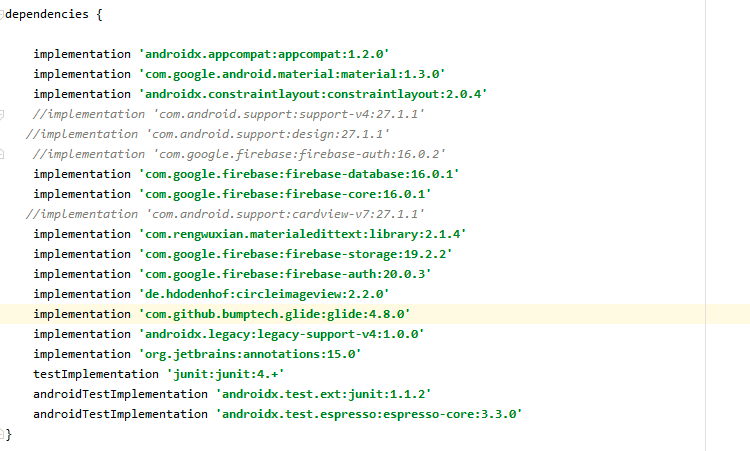 dependencies {
implementation 'androidx.appcompat:appcompat:1.2.0'
implementation 'com.google.android.material:material:1.3.0'
implementation 'androidx.constraintlayout:constraintlayout:2.0.4'
//implementation 'com.android.support:support-v4:27.1.1'
//implementation 'com.android.support:design:27.1.1'
//implementation 'com.google.firebase:firebase-auth:16.0.2'
implementation 'com.google.firebase:firebase-database:16.0.1'
implementation 'com.google.firebase:firebase-core:16.0.1'
//implementation 'com.android.support:cardview-v7:27.1.1'
implementation 'com.rengwuxian.materialedittext:library:2.1.4'
implementation 'com.google.firebase:firebase-storage:19.2.2'
implementation 'com.google.firebase:firebase-auth:20.0.3'
implementation 'de.hdodenhof:circleimageview:2.2.0'
implementation 'com.github.bumptech.glide:glide:4.8.0'
implementation 'androidx.legacy:legacy-support-v4:1.0.0'
implementation 'org.jetbrains:annotations:15.0'
testImplementation 'junit:junit:4.+'
androidTestImplementation 'androidx.test.ext:junit:1.1.2'
androidTestImplementation 'androidx.test.espresso:espresso-core:3.3.0'
}